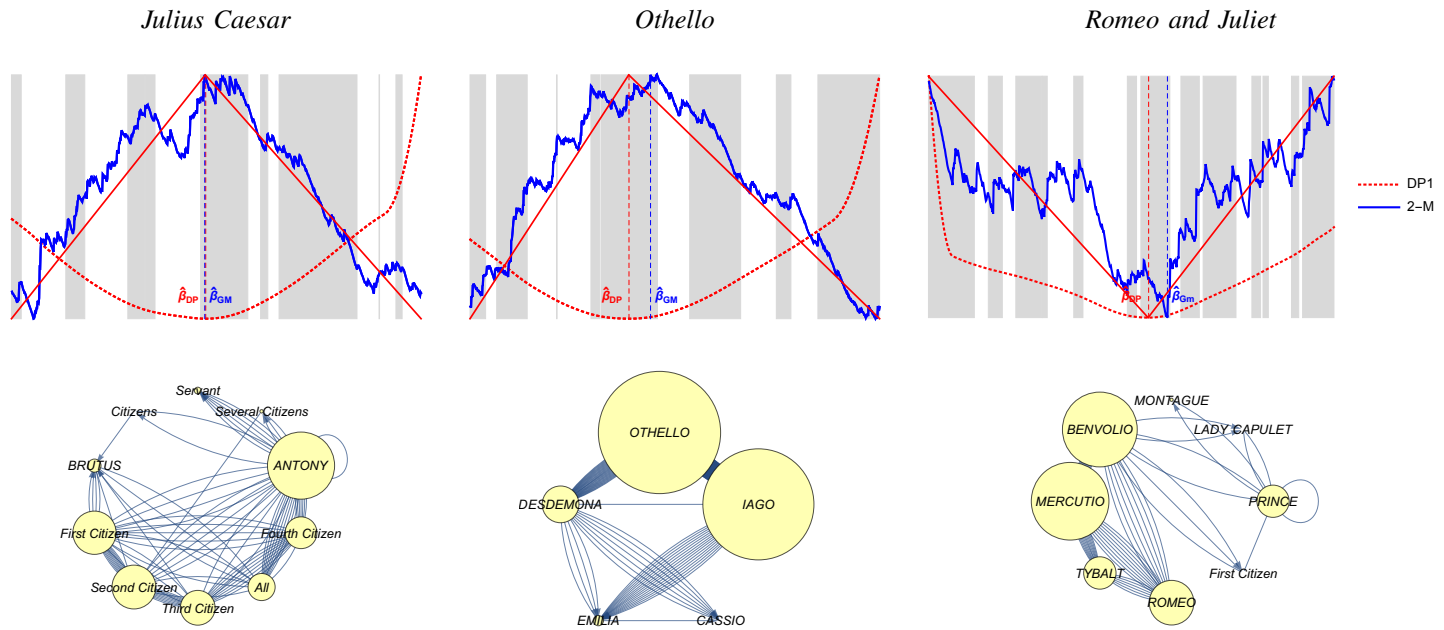 Julius Caesar
Othello
Romeo and Juliet
β̂DP β̂GM
β̂DP β̂GM
β̂DP β̂Gm
DP1
2−M
Servant
Citizens
Several Citizens
BRUTUS
ANTONY
First Citizen
Fourth Citizen
Second Citizen
All
Third Citizen
OTHELLO
DESDEMONA
IAGO
EMILIA
CASSIO
MONTAGUE
BENVOLIO
LADY CAPULET
MERCUTIO
PRINCE
TYBALT
First Citizen
ROMEO